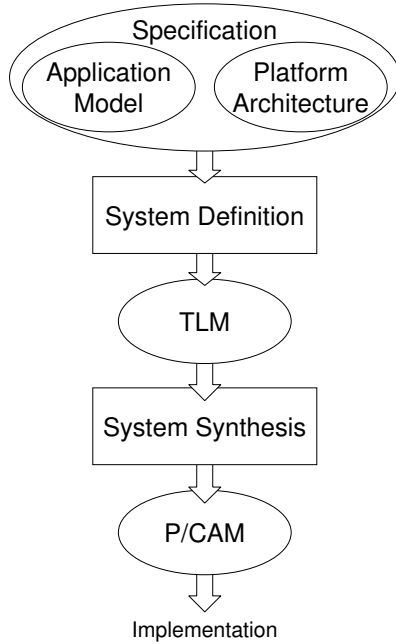 Specification
Application
Model
Platform
Architecture
System Definition
TLM
System Synthesis
P/CAM
Implementation